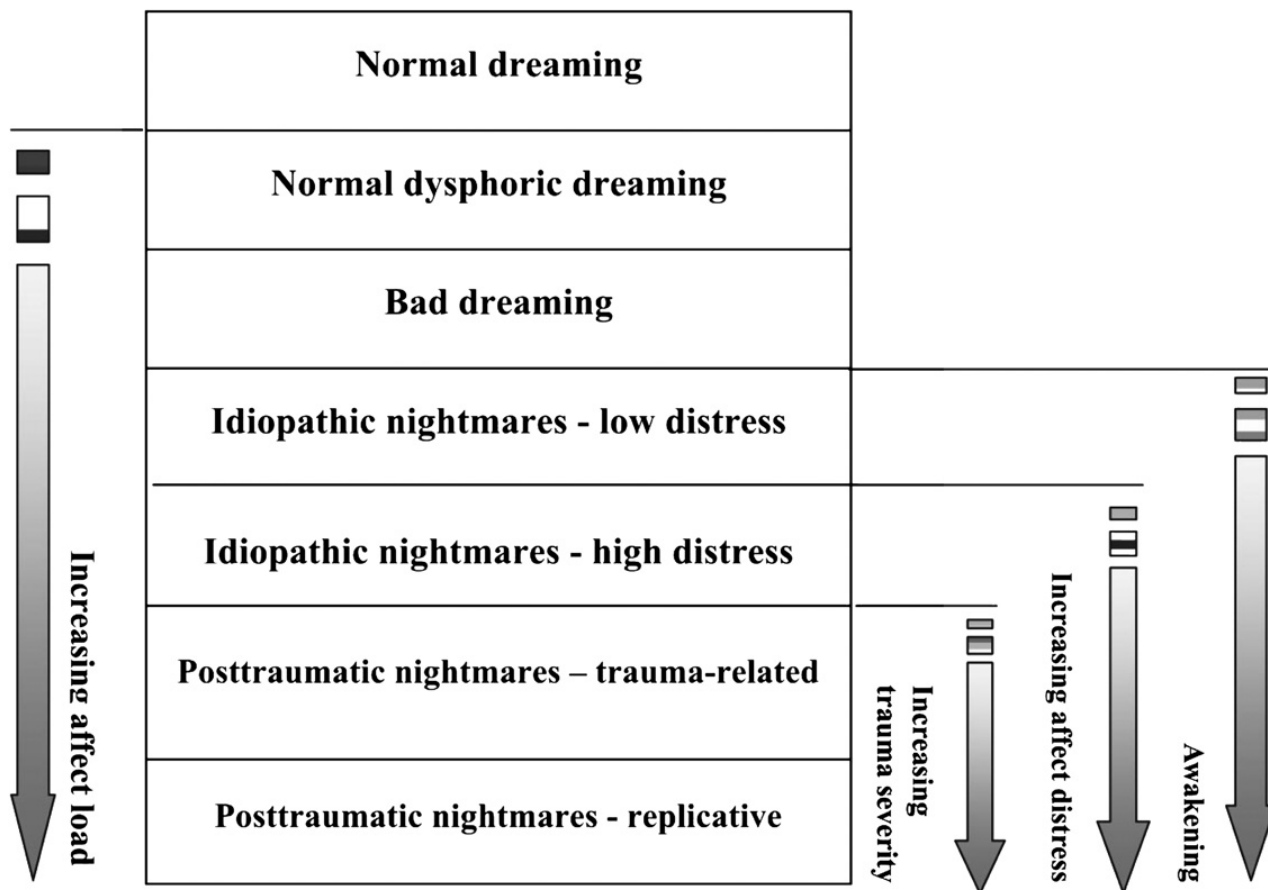 Normal dreaming
Normal dysphoric dreaming
Bad dreaming
Idiopathic nightmares - low distress
Idiopathic nightmares - high distress
Posttraumatic nightmares – trauma-related
Posttraumatic nightmares - replicative
Increasing affect load
Increasing
trauma severity
Increasing affect distress
Awakening